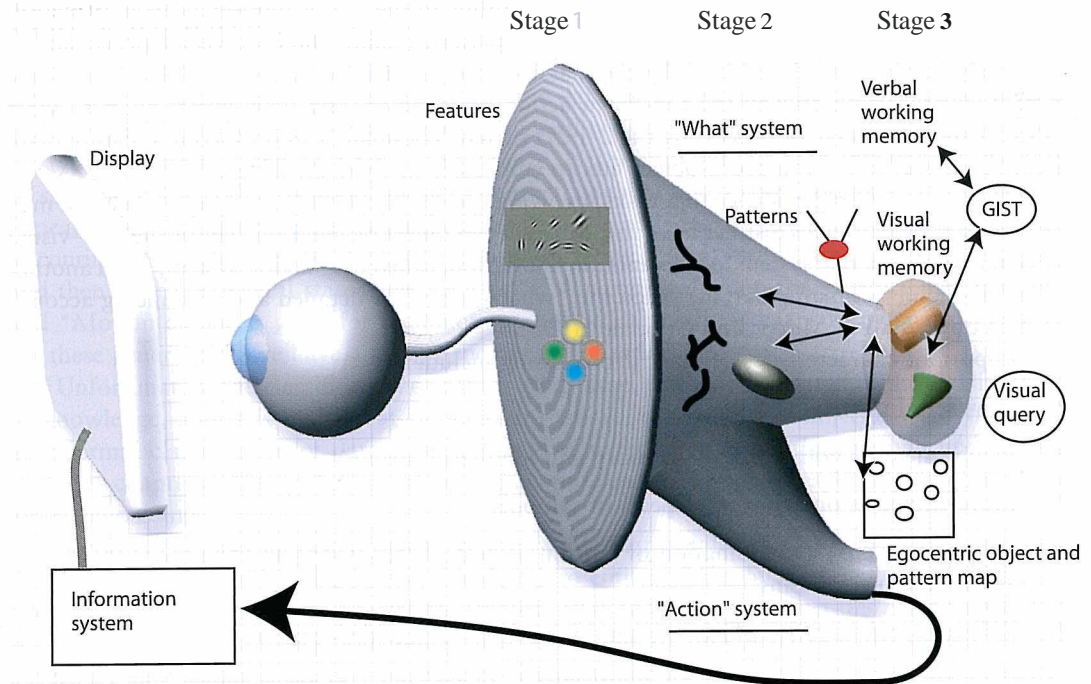 Stage 1
Stage 2
Stage 3
Features
Display
"What" system
Verbal
working
memory
Patterns
Visual
working
memory
GIST
Visual
query
Egocentric object and
pattern map
Information
system
"Action" system